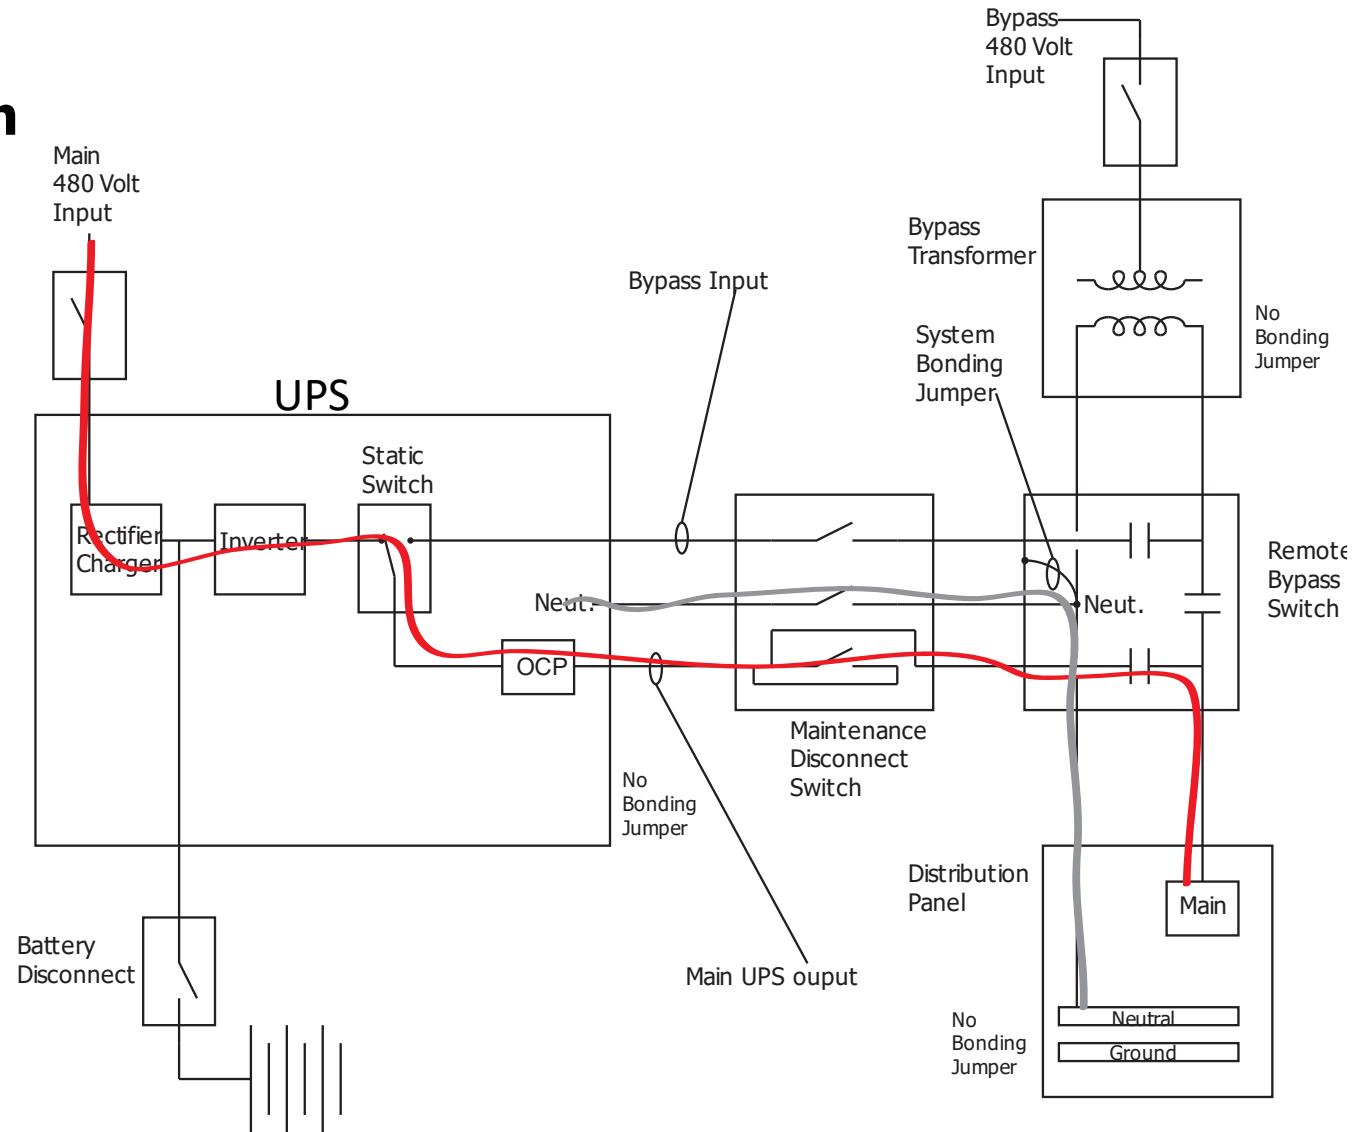 Bypass
480 Volt
Input
n
Main
480 Volt
Input
Bypass
Transformer
Bypass Input
No
Bonding
Jumper
System
Bonding
Jumper
UPS
Static
Switch
Rectifier
Charger
Inverter
Remote
Bypass
Switch
Neut.
Neut.
OCP
Maintenance
Disconnect
Switch
No
Bonding
Jumper
Distribution
Panel
Main
Battery
Disconnect
Main UPS ouput
No
Bonding
Jumper
Neutral
Ground